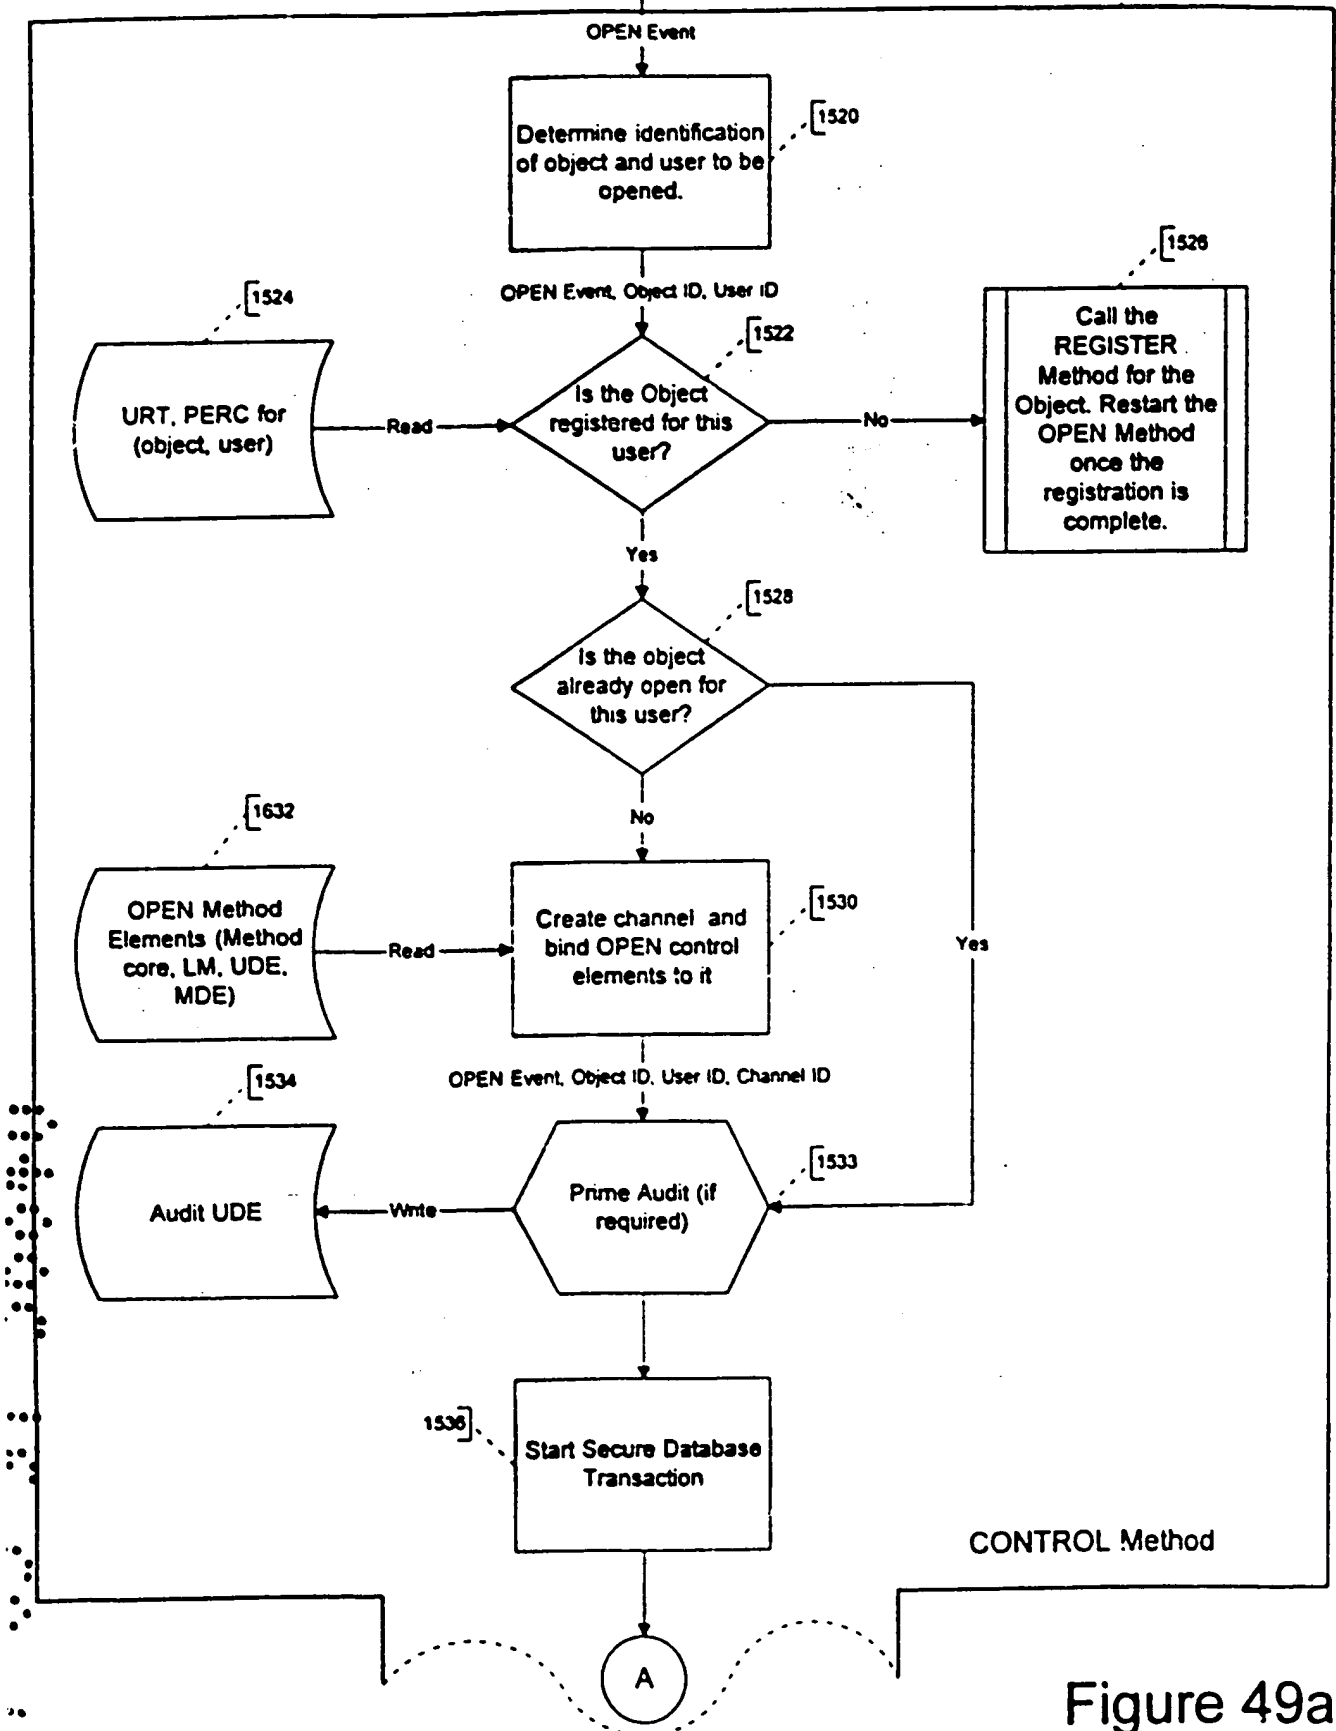 OPEN Event
Determine identification
of object and user to be
opened.
1520
OPEN Event, Object ID, User ID
1526
1524
1522
Call the
REGISTER
Method for the
Object. Restart the
OPEN Method
once the
registration is
complete.
URT, PERC for
(object, user)
Read
Is the Object
registered for this
user?
No
Yes
1528
Is the object
already open for
this user?
No
1632
OPEN Method
Elements (Method
core, LM, UDE,
MDE)
Read
Create channel and
bind OPEN control
elements to it
1530
Yes
OPEN Event, Object ID, User ID, Channel ID
1534
1533
Audit UDE
Write
Prime Audit (if
required)
1536
Start Secure Database
Transaction
CONTROL Method
A
Figure 49a